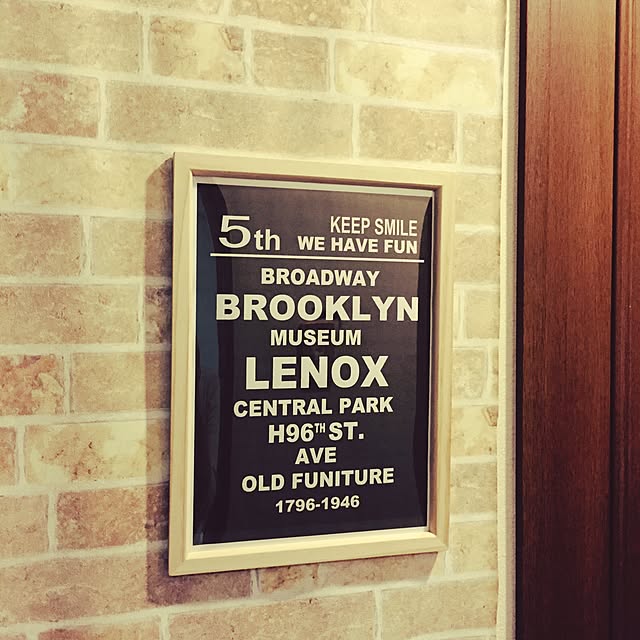 5th KEEP SMILE
WE HAVE FUN
BROADWAY
BROOKLYN
MUSEUM
LENOX
CENTRAL PARK
H96TH ST.
AVE
OLD FUNITURE
1796-1946